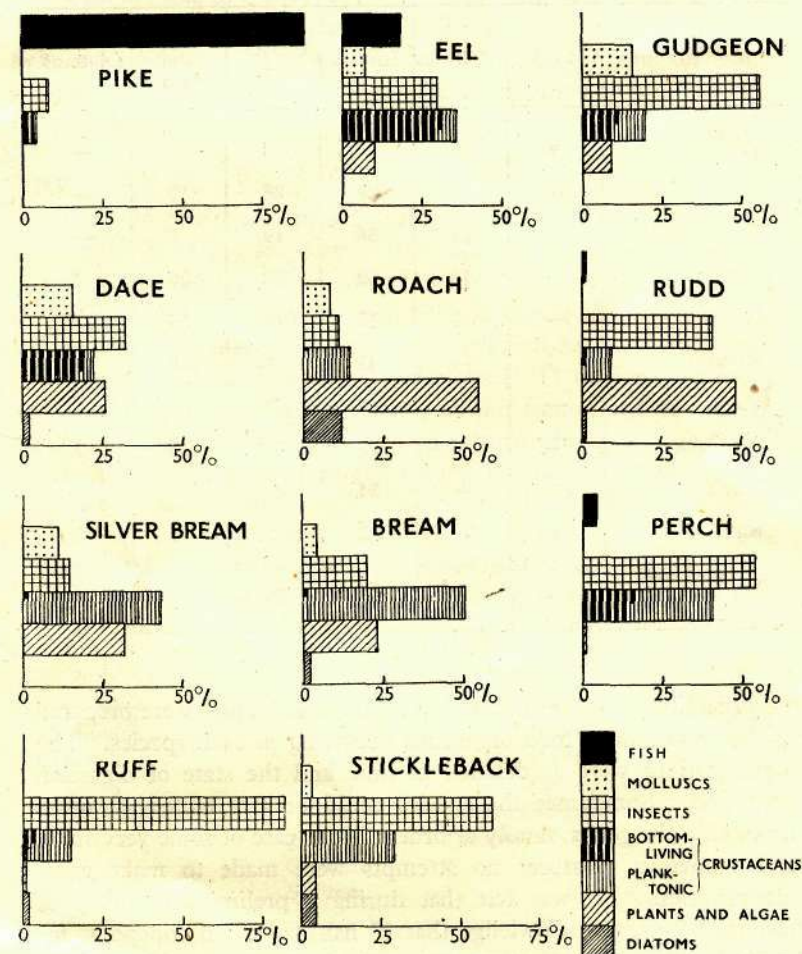 PIKE
0 25 50 75%
EEL
0 25 50%
GUDGEON
0 25 50%
DACE
0 25 50%
ROACH
0 25 50%
RUDD
0 25 50%
SILVER BREAM
0 25 50%
BREAM
0 25 50%
PERCH
0 25 50%
RUFF
0 25 50 75%
STICKLEBACK
0 25 50 75%
FISH
MOLLUSCS
INSECTS
BOTTOM-
LIVING
CRUSTACEANS
PLANK-
TONIC
PLANTS AND ALGAE
DIATOMS